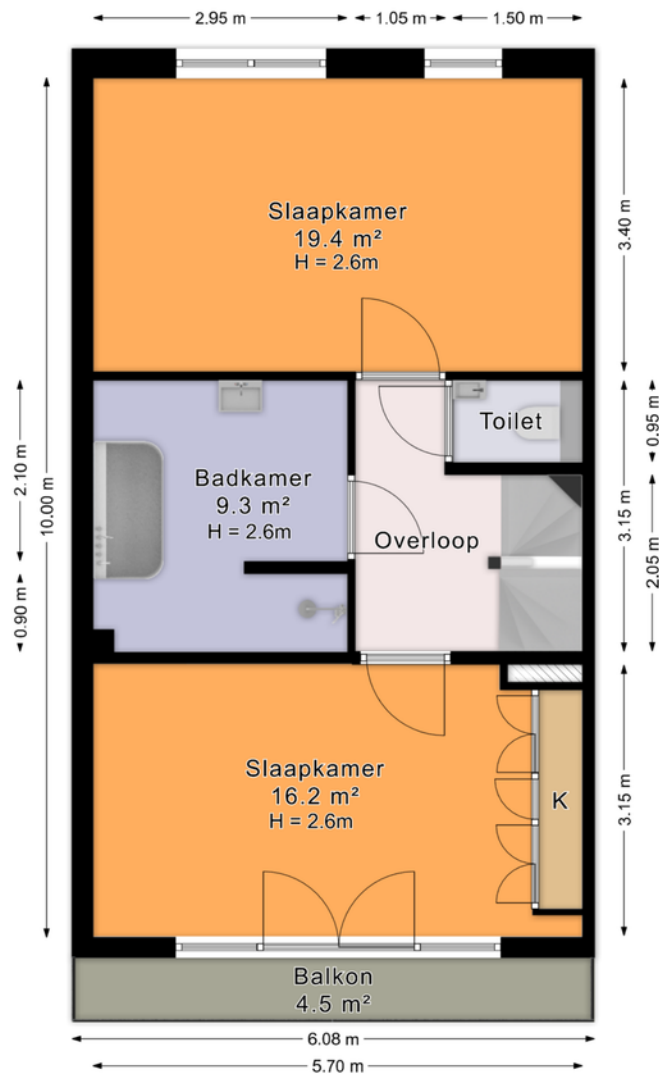 2.95 m
1.05 m
1.50 m
Slaapkamer
19.4 m²
H = 2.6m
3.40 m
10.00 m
2.10 m
0.90 m
Badkamer
9.3 m²
H = 2.6m
Toilet
Overloop
0.95 m
3.15 m
2.05 m
Slaapkamer
16.2 m²
H = 2.6m
K
3.15 m
Balkon
4.5 m²
6.08 m
5.70 m